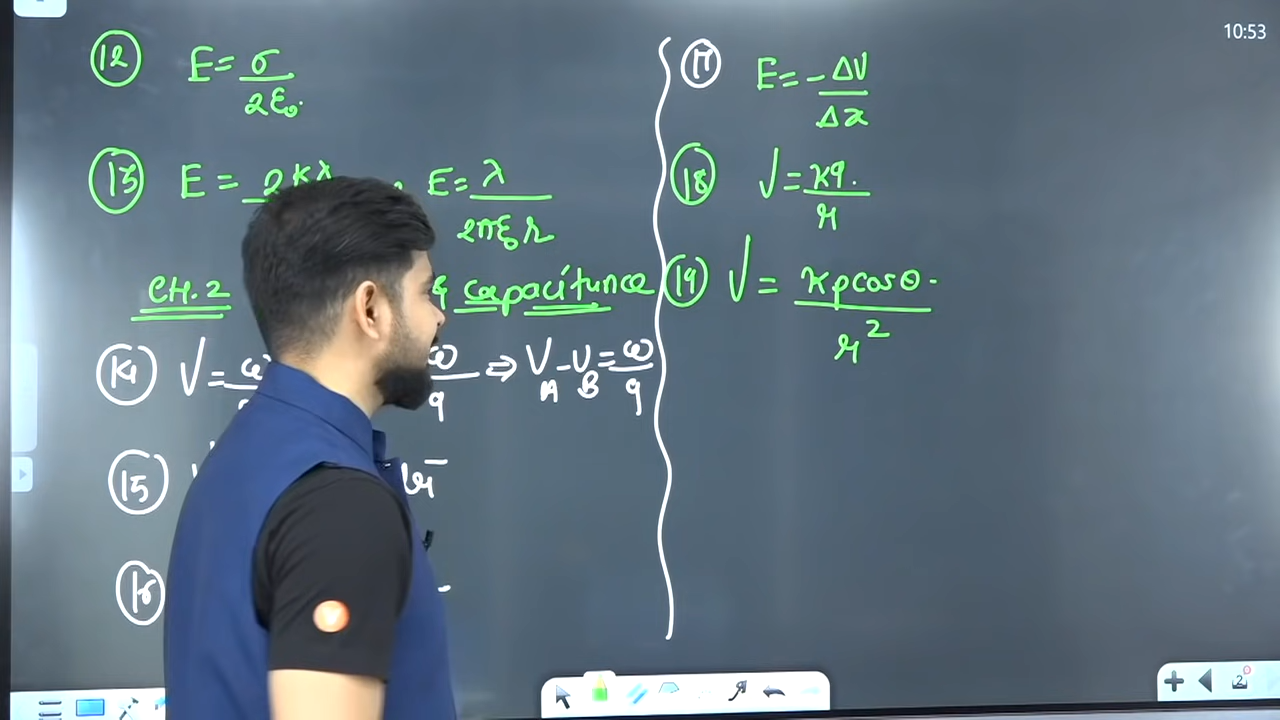 12 E = σ / 2ε₀.
13 E = 2Kλ E = λ / 2πε₀r
CH.2 & capacitance
14 V = ω ω / q ⇒ V_A - V_B = ω / q
15
16
17 E = -ΔV / Δx
18 V = Kq. / r
19 V = Kpcosθ. / r²
10:53
2